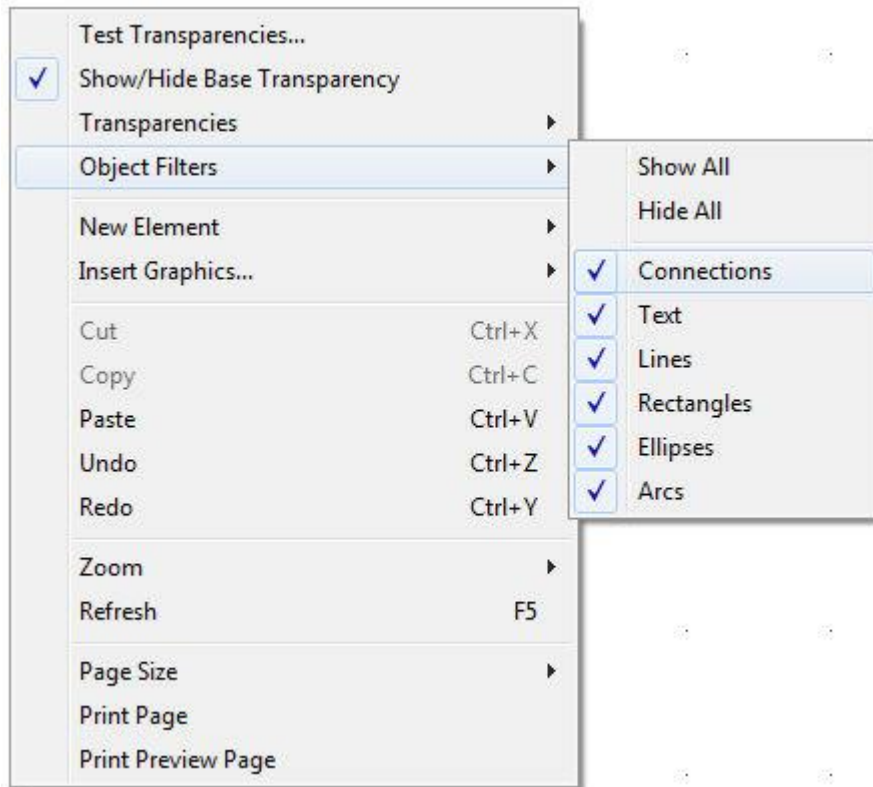 Test Transparencies...
Show/Hide Base Transparency
Transparencies
Object Filters
New Element
Insert Graphics...
Cut Ctrl+X
Copy Ctrl+C
Paste Ctrl+V
Undo Ctrl+Z
Redo Ctrl+Y
Zoom
Refresh F5
Page Size
Print Page
Print Preview Page
Show All
Hide All
Connections
Text
Lines
Rectangles
Ellipses
Arcs